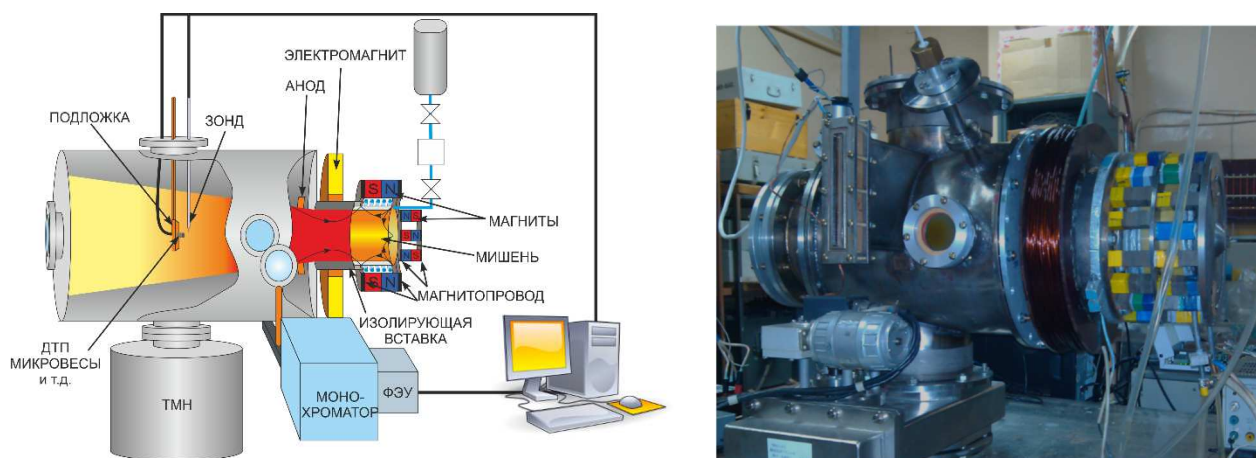 ЭЛЕКТРОМАГНИТ
АНОД
ПОДЛОЖКА
ЗОНД
S N
N S
S N
N S
S N
МАГНИТЫ
МИШЕНЬ
МАГНИТОПРОВОД
ИЗОЛИРУЮЩАЯ
ВСТАВКА
ДТП
МИКРОВЕСЫ
и т.д.
ТМН
МОНО-
ХРОМАТОР
ФЭУ